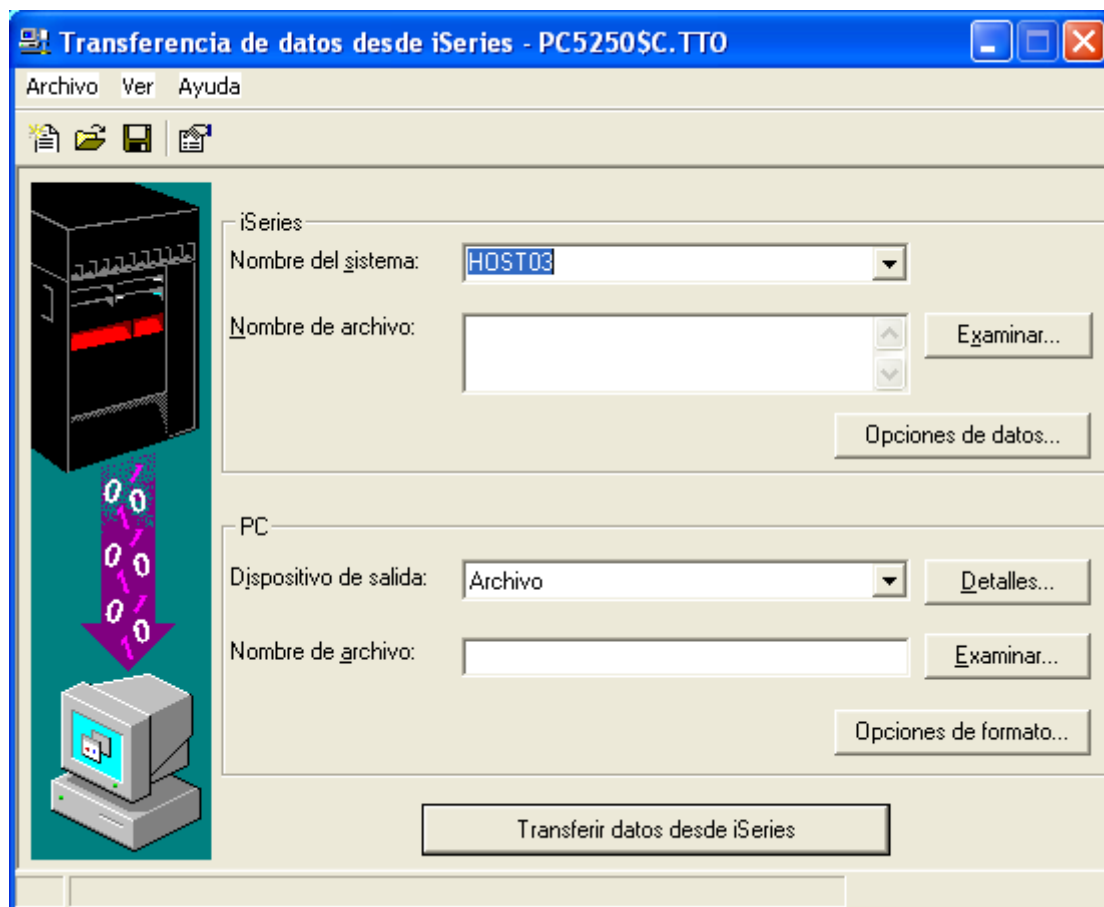 Transferencia de datos desde iSeries - PC5250$C.TTO
Archivo Ver Ayuda
iSeries
Nombre del sistema: HOST03
Nombre de archivo: Examinar...
Opciones de datos...
PC
Dispositivo de salida: Archivo Detalles...
Nombre de archivo: Examinar...
Opciones de formato...
Transferir datos desde iSeries